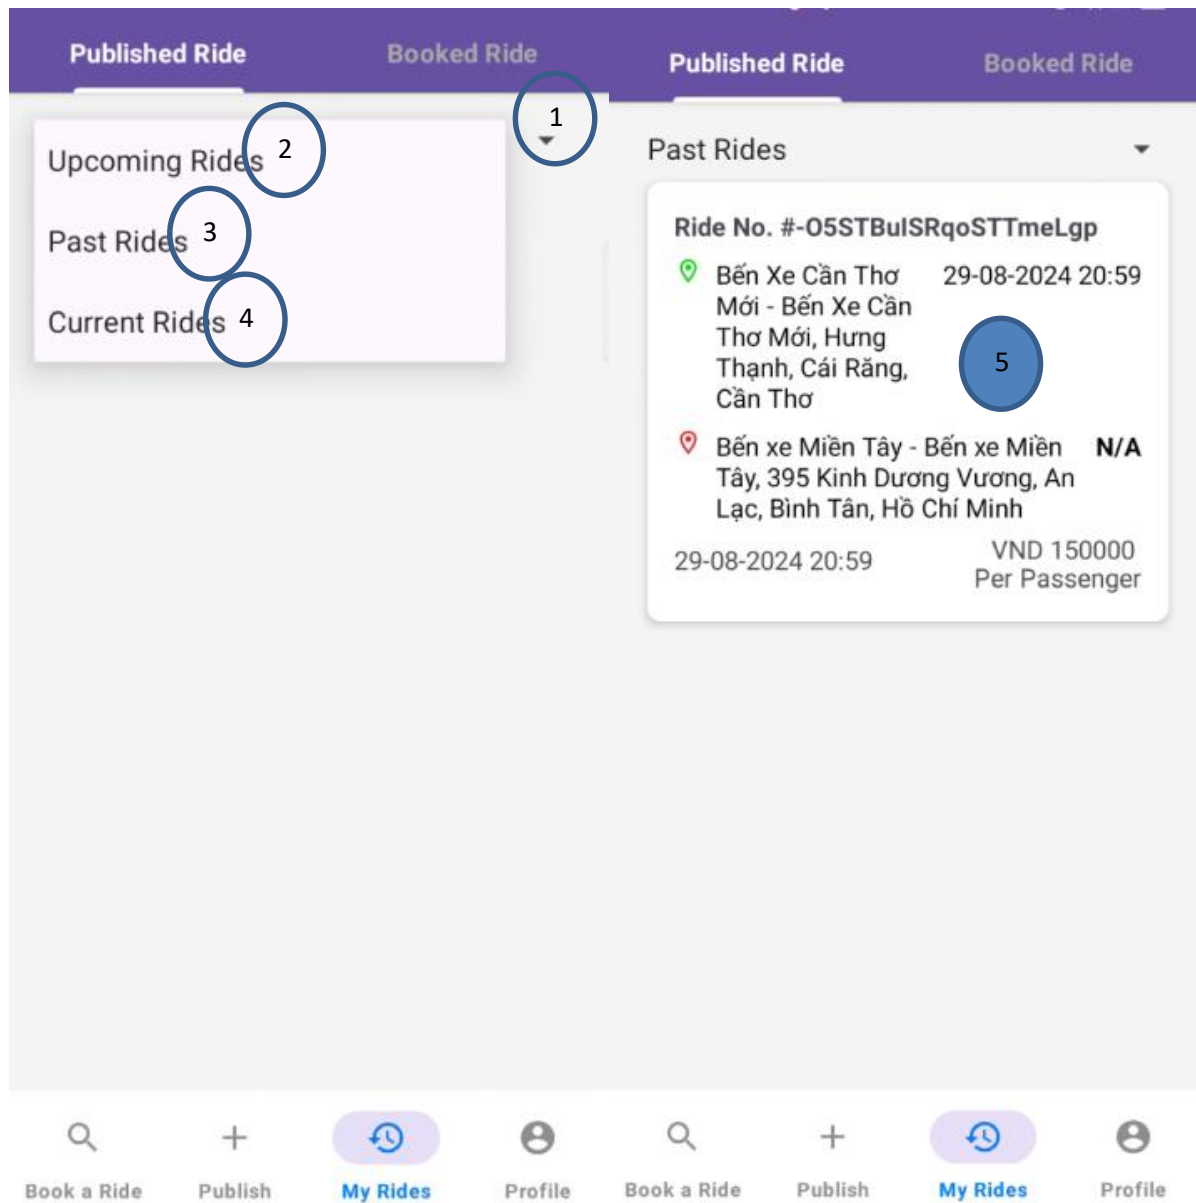 Published Ride
Booked Ride
1
Upcoming Rides 2
Past Rides 3
Current Rides 4
Book a Ride
Publish
My Rides
Profile
Published Ride
Booked Ride
Past Rides
Ride No. #-O5STBulSRqoSTTmeLgp
Bến Xe Cần Thơ
29-08-2024 20:59
Mới - Bến Xe Cần
Thơ Mới, Hưng
Thạnh, Cái Răng,
Cần Thơ
5
Bến xe Miền Tây - Bến xe Miền
N/A
Tây, 395 Kinh Dương Vương, An
Lạc, Bình Tân, Hồ Chí Minh
29-08-2024 20:59
VND 150000
Per Passenger
Book a Ride
Publish
My Rides
Profile